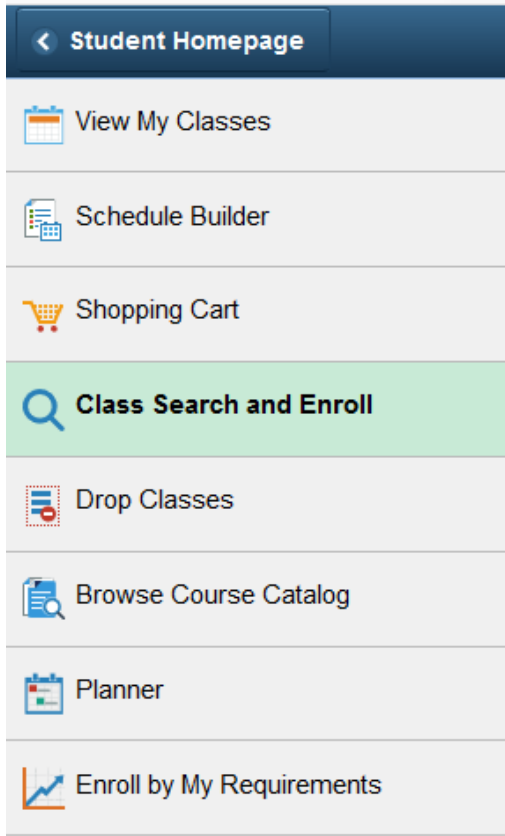 Student Homepage
View My Classes
Schedule Builder
Shopping Cart
Class Search and Enroll
Drop Classes
Browse Course Catalog
Planner
Enroll by My Requirements